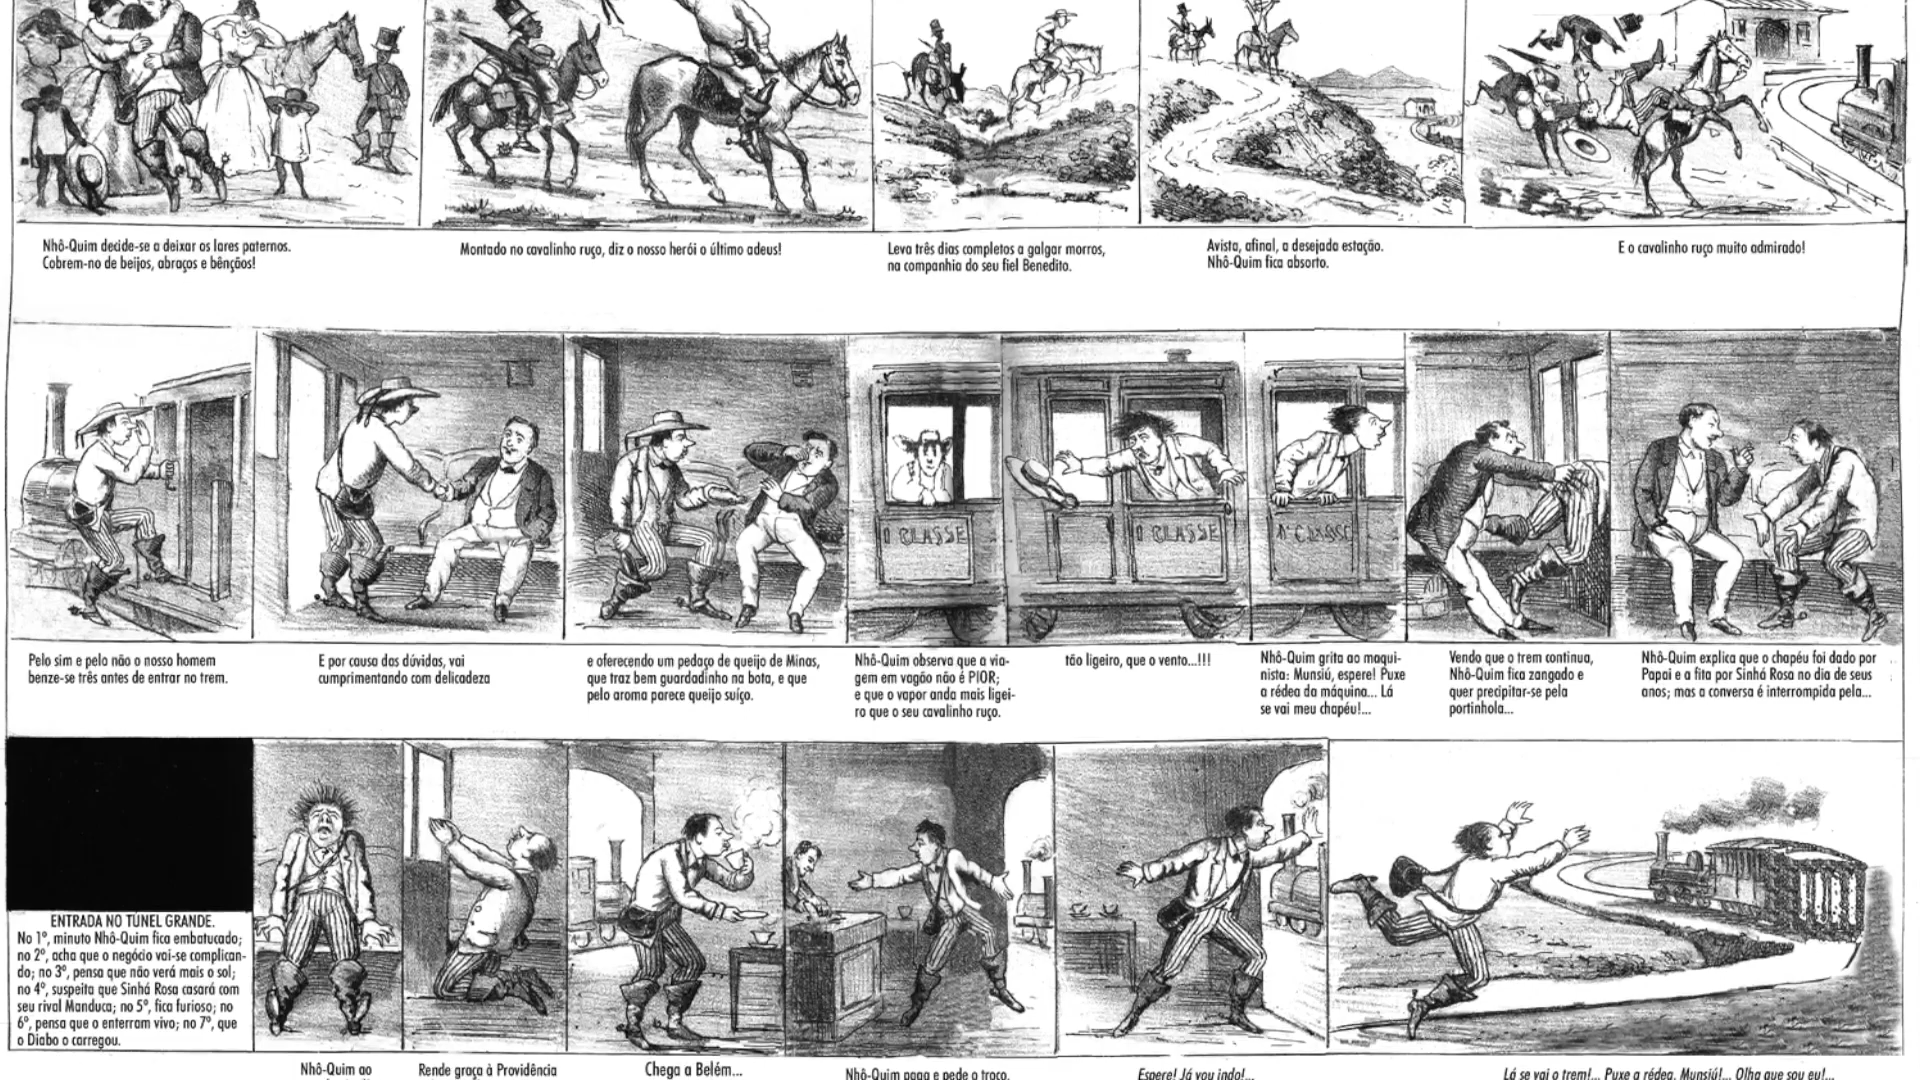 Nhô-Quim decide-se a deixar os lares paternos.
Cobrem-no de beijos, abraços e bênçãos!
Montado no cavalinho ruço, diz o nosso herói o último adeus!
Leva três dias completos a galgar morros,
na companhia do seu fiel Benedito.
Avista, afinal, a desejada estação.
Nhô-Quim fica absorto.
E o cavalinho ruço muito admirado!
1 CLASSE
1 CLASSE
1ª CLASSE
Pelo sim e pelo não o nosso homem
benze-se três antes de entrar no trem.
E por causa das dúvidas, vai
cumprimentando com delicadeza
e oferecendo um pedaço de queijo de Minas,
que traz bem guardadinho na bota, e que
pelo aroma parece queijo suíço.
Nhô-Quim observa que a via-
gem em vagão não é PIOR;
e que o vapor anda mais ligei-
ro que o seu cavalinho ruço.
tão ligeiro, que o vento...!!!
Nhô-Quim grita ao maqui-
nista: Munsiú, espere! Puxe
a rédea da máquina... Lá
se vai meu chapéu!...
Vendo que o trem continua,
Nhô-Quim fica zangado e
quer precipitar-se pela
portinhola...
Nhô-Quim explica que o chapéu foi dado por
Papai e a fita por Sinhá Rosa no dia de seus
anos; mas a conversa é interrompida pela...
ENTRADA NO TÚNEL GRANDE.
No 1º, minuto Nhô-Quim fica embatucado;
no 2º, acha que o negócio vai-se complican-
do; no 3º, pensa que não verá mais o sol;
no 4º, suspeita que Sinhá Rosa casará com
seu rival Manduca; no 5º, fica furioso; no
6º, pensa que o enterram vivo; no 7º, que
o Diabo o carregou.
Nhô-Quim ao
Rende graça à Providência
Chega a Belém...
Nhô-Quim paga e pede o troco.
Espere! Já vou indo!...
Lá se vai o trem!... Puxe a rédea, Munsiú!... Olha que sou eu!...